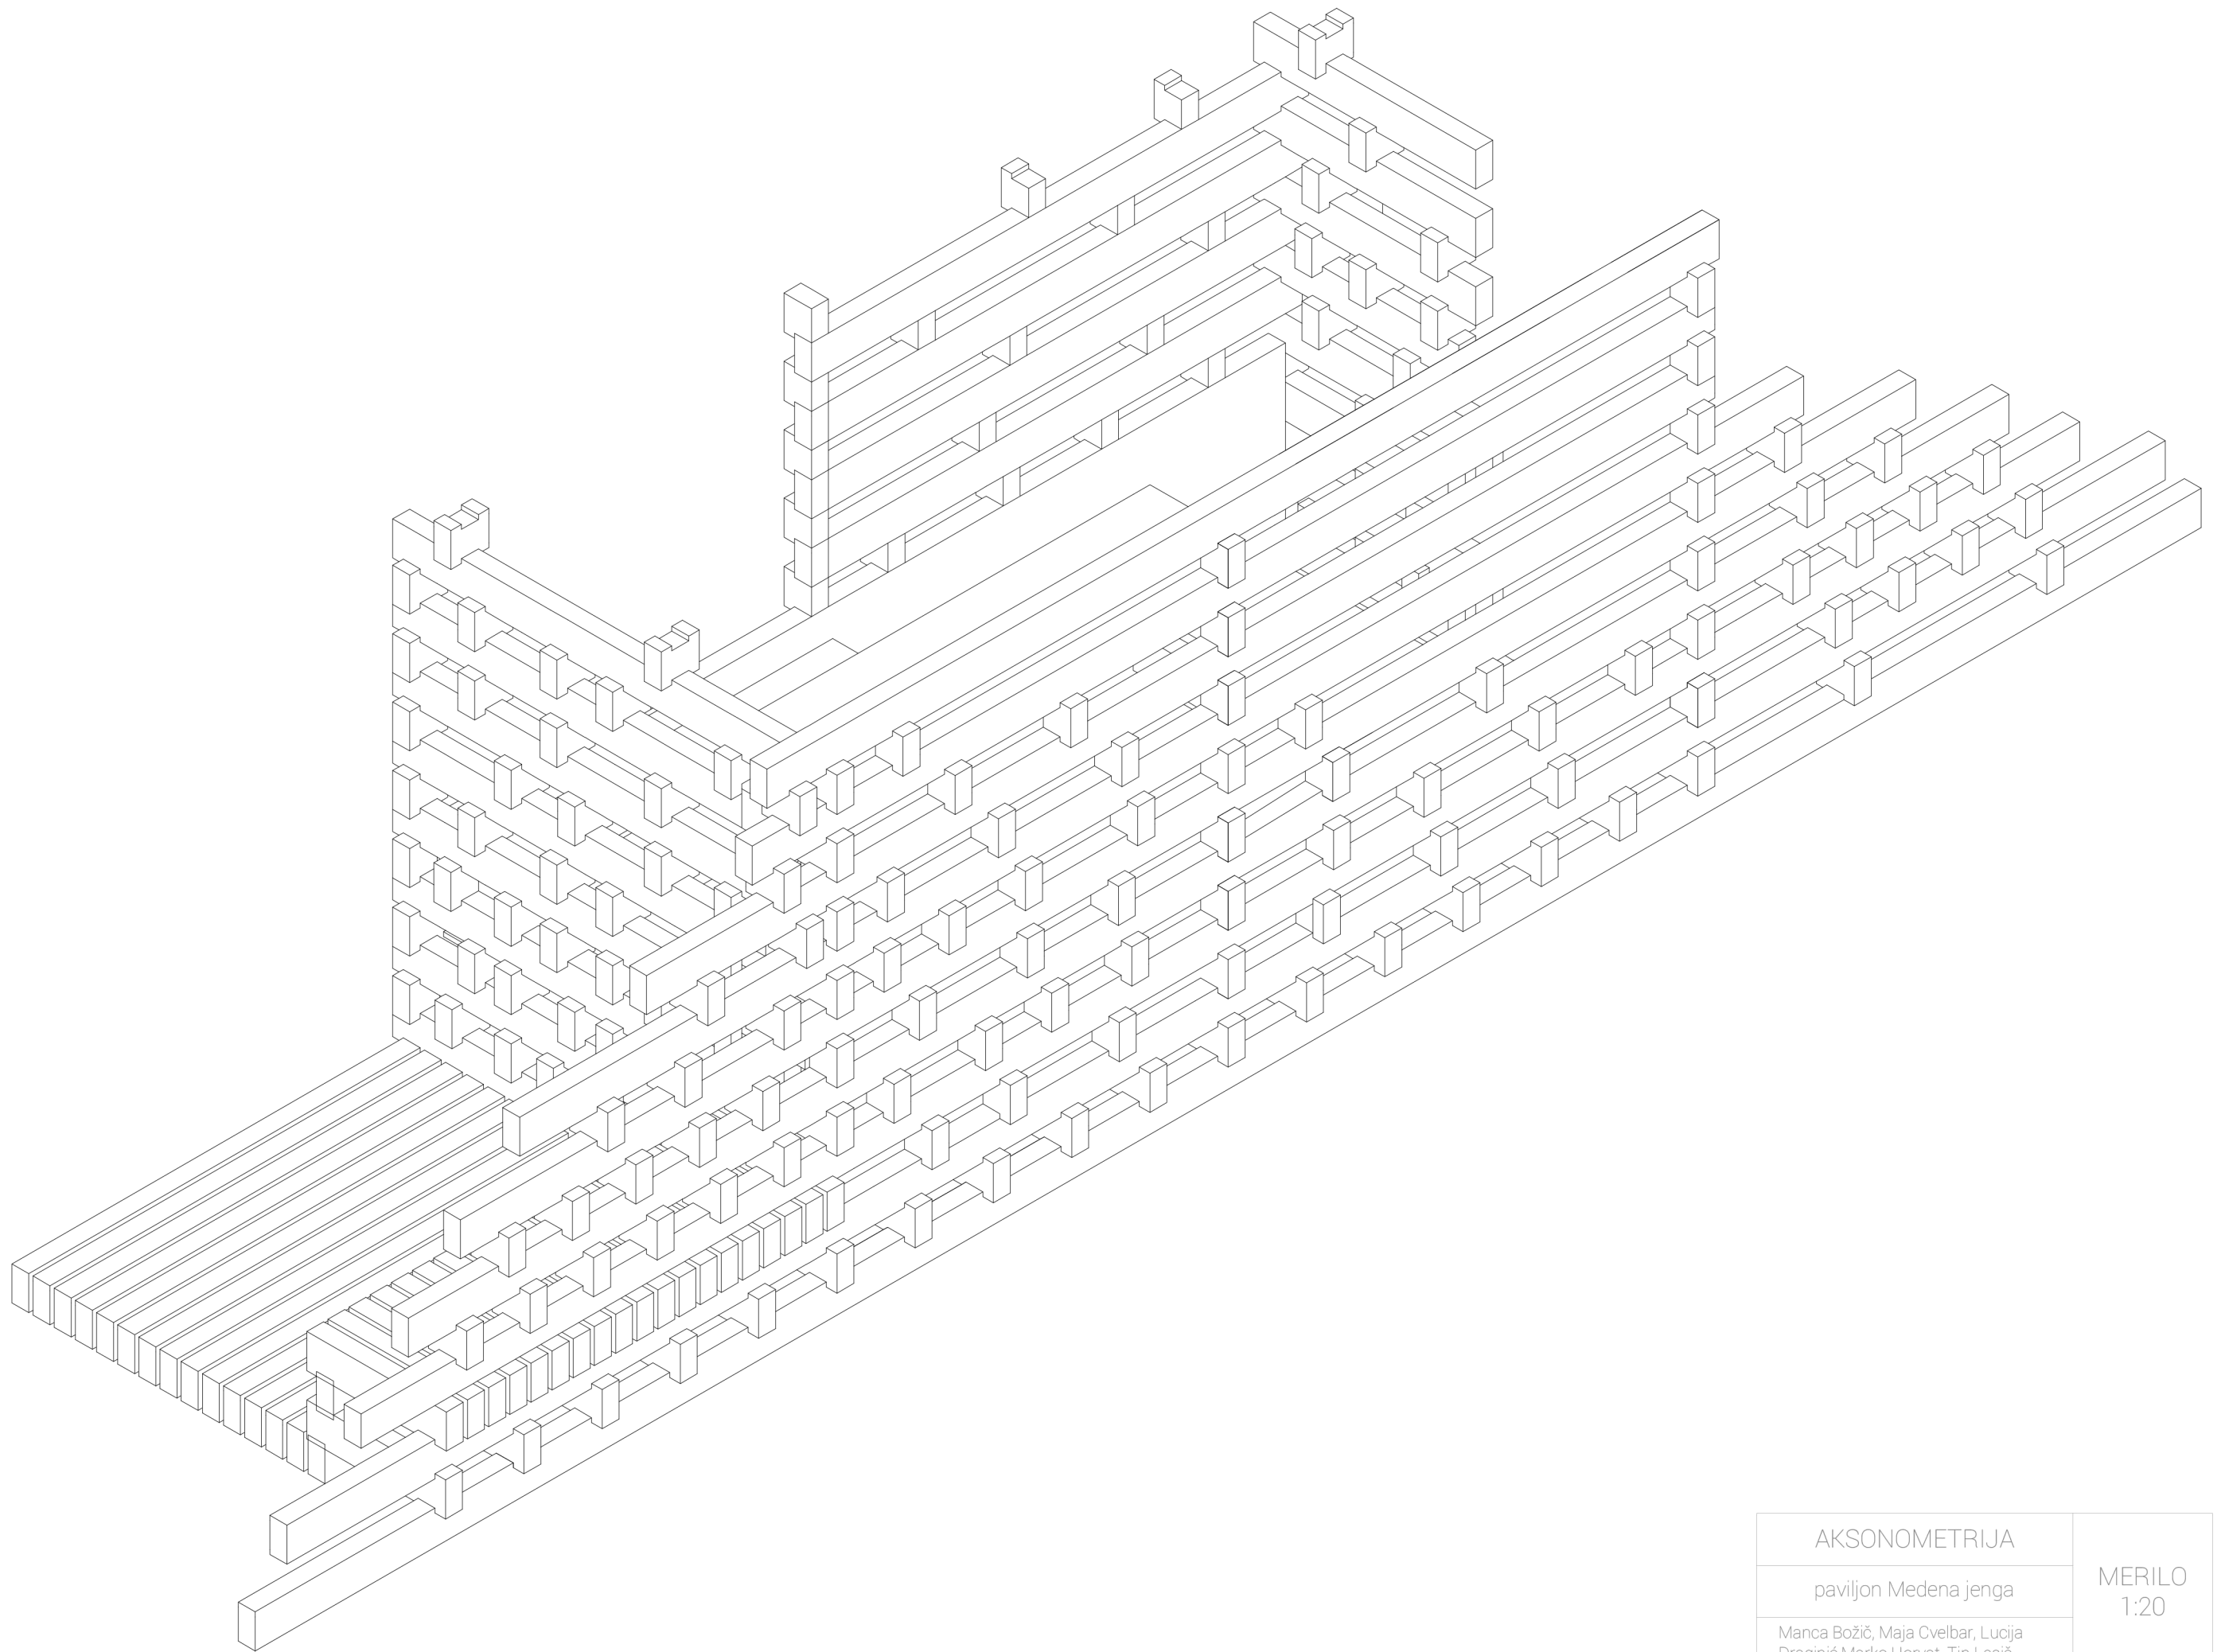 AKSONOMETRIJA
paviljon Medena jenga
MERILO
1:20
Manca Božič, Maja Cvelbar, Lucija